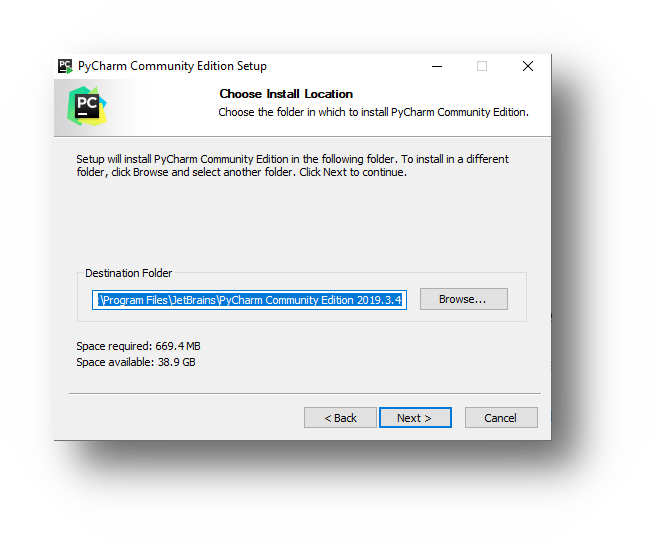 PyCharm Community Edition Setup
PC
Choose Install Location
Choose the folder in which to install PyCharm Community Edition.
Setup will install PyCharm Community Edition in the following folder. To install in a different
folder, click Browse and select another folder. Click Next to continue.
Destination Folder
:\Program Files\JetBrains\PyCharm Community Edition 2019.3.4
Browse...
Space required: 669.4 MB
Space available: 38.9 GB
< Back
Next >
Cancel